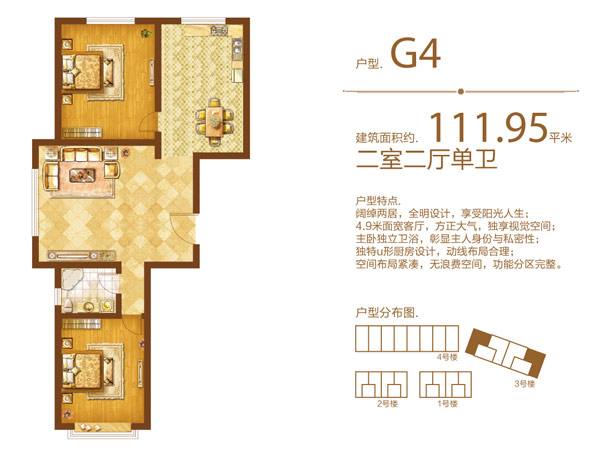 户型. G4
建筑面积约. 111.95平米
二室二厅单卫
户型特点.
阔绰两居，全明设计，享受阳光人生；
4.9米面宽客厅，方正大气，独享视觉空间；
主卧独立卫浴，彰显主人身份与私密性；
独特u形厨房设计，动线布局合理；
空间布局紧凑，无浪费空间，功能分区完整。
户型分布图.
4号楼
3号楼
2号楼
1号楼